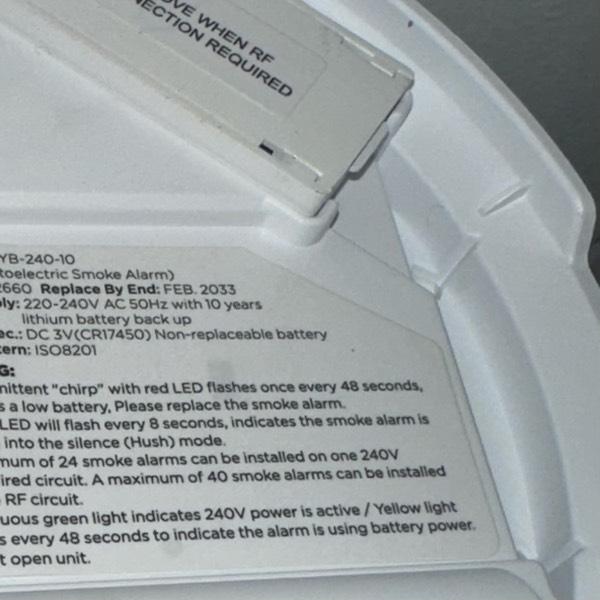 OVE WHEN RF
NECTION REQUIRED
YB-240-10
toelectric Smoke Alarm)
2660 Replace By End: FEB. 2033
ly: 220-240V AC 50Hz with 10 years
lithium battery back up
ec.: DC 3V(CR17450) Non-replaceable battery
tern: ISO8201
G:
nittent "chirp" with red LED flashes once every 48 seconds,
s a low battery, Please replace the smoke alarm.
LED will flash every 8 seconds, indicates the smoke alarm is
into the silence (Hush) mode.
mum of 24 smoke alarms can be installed on one 240V
ired circuit. A maximum of 40 smoke alarms can be installed
RF circuit.
uous green light indicates 240V power is active / Yellow light
s every 48 seconds to indicate the alarm is using battery power.
t open unit.